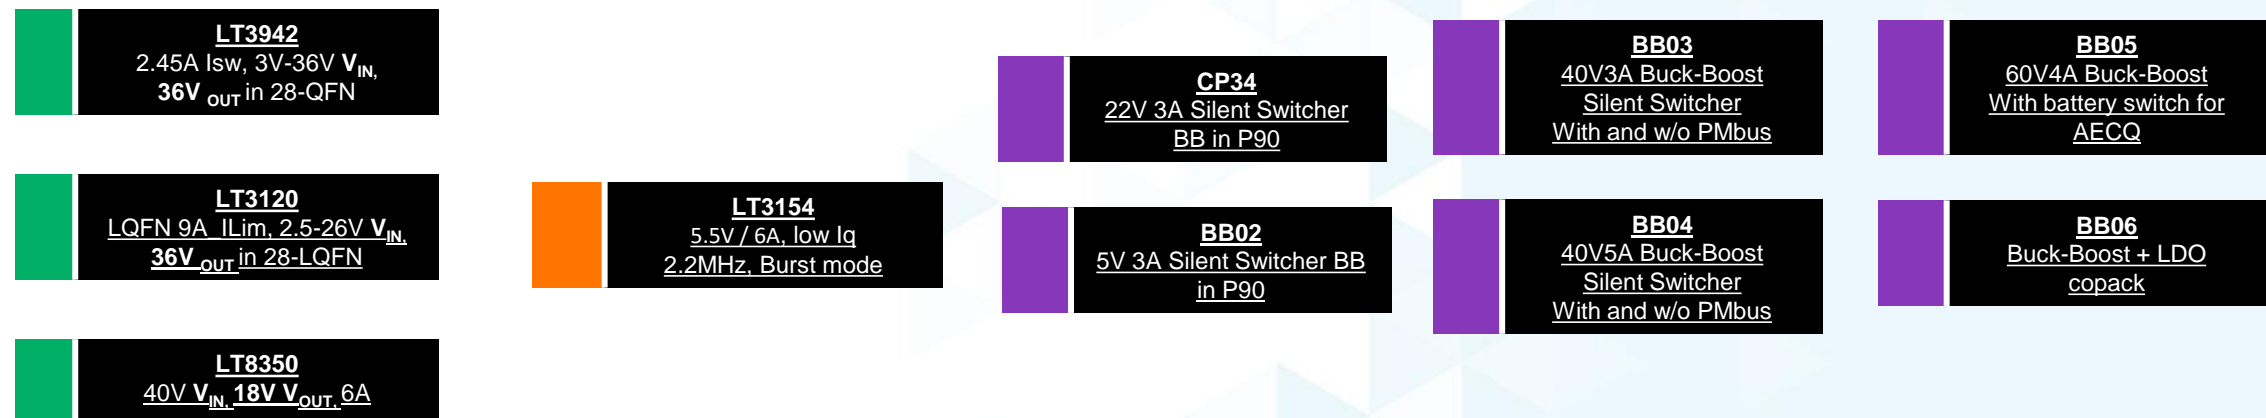 LT3942
2.45A Isw, 3V-36V VIN,
36V OUT in 28-QFN
LT3120
LQFN 9A_ILim, 2.5-26V VIN,
36V OUT in 28-LQFN
LT8350
40V VIN, 18V VOUT, 6A
LT3154
5.5V / 6A, low Iq
2.2MHz, Burst mode
CP34
22V 3A Silent Switcher
BB in P90
BB02
5V 3A Silent Switcher BB
in P90
BB03
40V3A Buck-Boost
Silent Switcher
With and w/o PMbus
BB04
40V5A Buck-Boost
Silent Switcher
With and w/o PMbus
BB05
60V4A Buck-Boost
With battery switch for
AECQ
BB06
Buck-Boost + LDO
copack